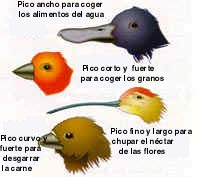 Pico ancho para coger
los alimentos del agua
Pico corto y fuerte
para coger los granos
Pico fino y largo para
chupar el néctar
de las flores
Pico curvo
fuerte para
desgarrar
la carne